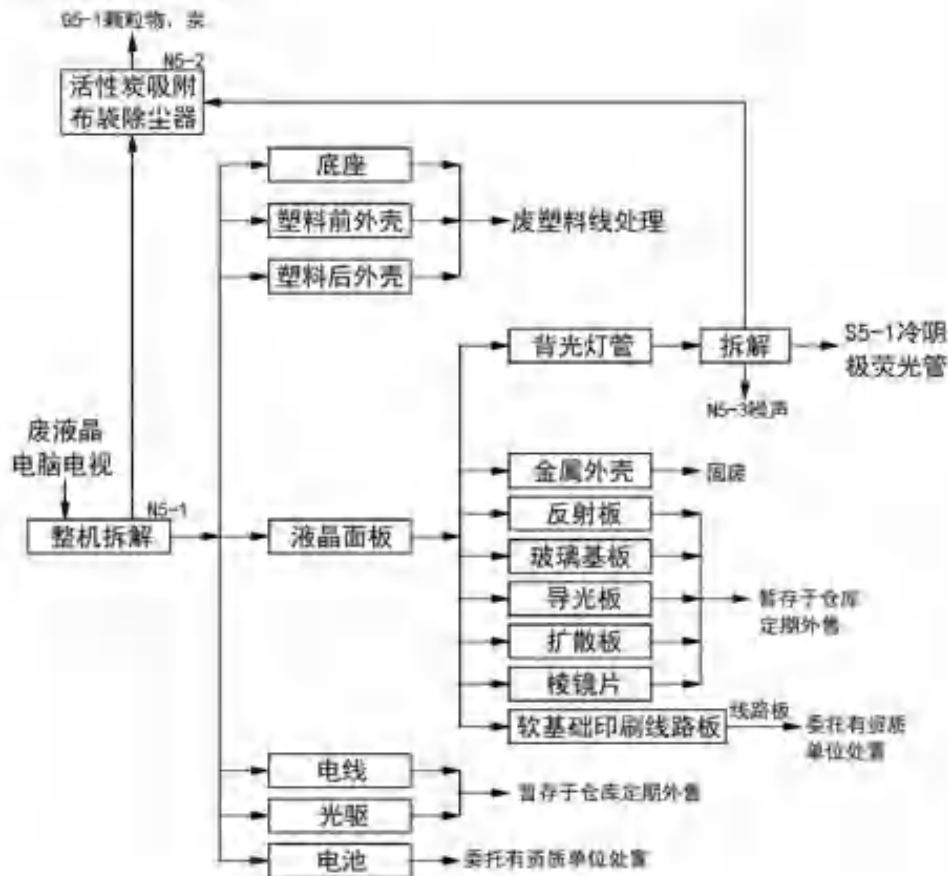 G5-1颗粒物、汞
N5-2
活性炭吸附
布袋除尘器
底座
塑料前外壳
废塑料线处理
塑料后外壳
背光灯管
拆解
S5-1冷阴
极荧光管
N5-3噪声
废液晶
电脑电视
金属外壳
固废
N5-1
整机拆解
液晶面板
反射板
玻璃基板
导光板
暂存于仓库
定期外售
扩散板
棱镜片
软基础印刷线路板
线路板
委托有资质
单位处置
电线
暂存于仓库定期外售
光驱
电池
委托有资质单位处置